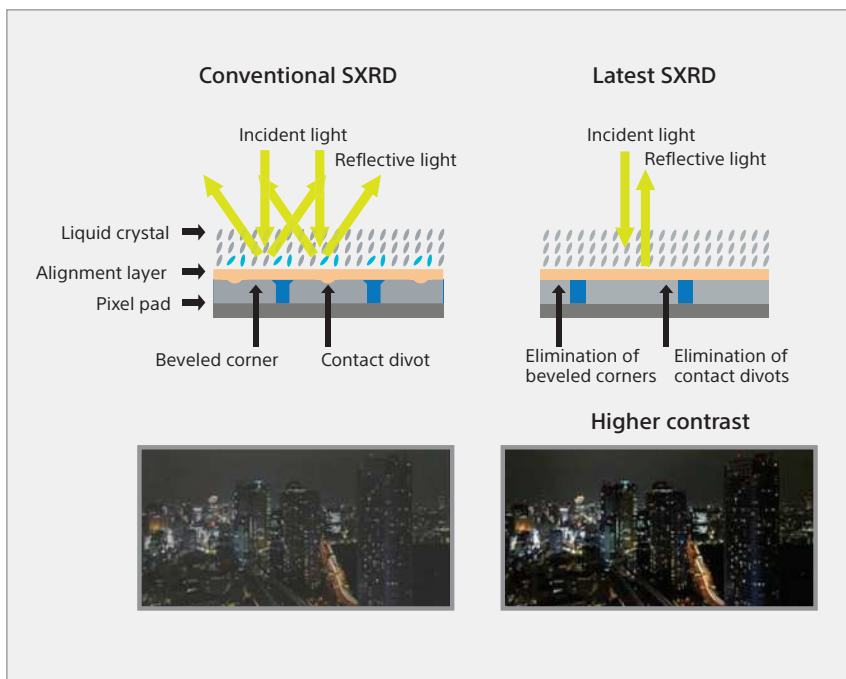 Conventional SXRD
Latest SXRD
Incident light
Reflective light
Incident light
Reflective light
Liquid crystal
Alignment layer
Pixel pad
Beveled corner
Contact divot
Elimination of
beveled corners
Elimination of
contact divots
Higher contrast